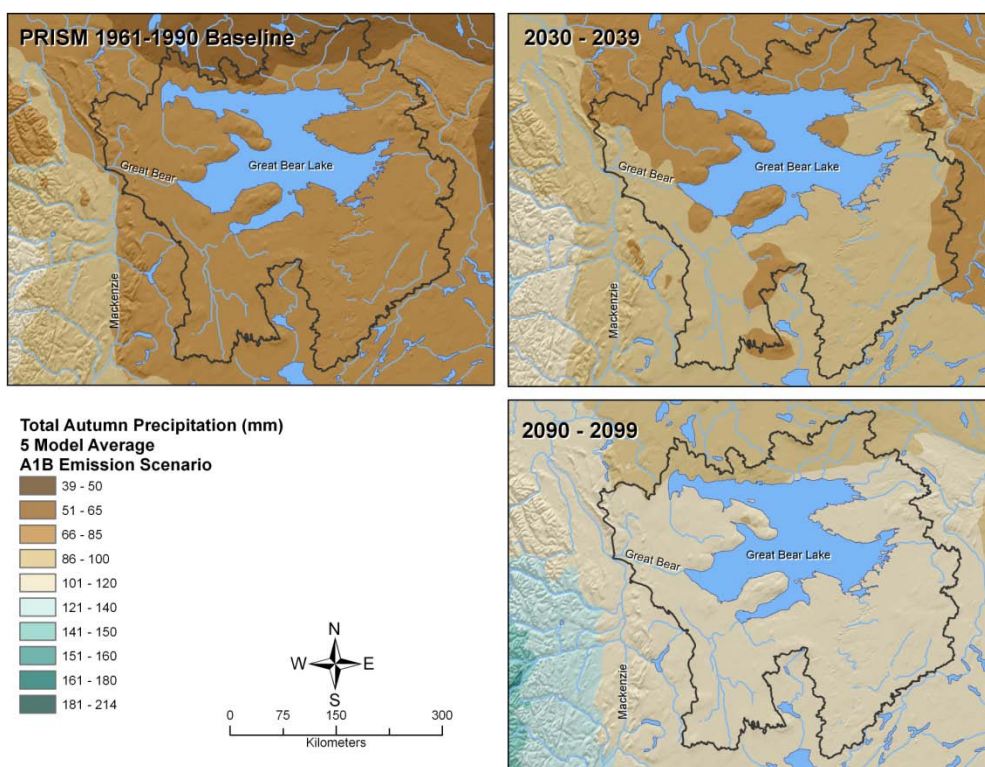 PRISM 1961-1990 Baseline
Great Bear
Great Bear Lake
Mackenzie
2030 - 2039
Great Bear
Great Bear Lake
Mackenzie
Total Autumn Precipitation (mm)
5 Model Average
A1B Emission Scenario
39 - 50
51 - 65
66 - 85
86 - 100
101 - 120
121 - 140
141 - 150
151 - 160
161 - 180
181 - 214
N
W E
S
0 75 150 300
Kilometers
2090 - 2099
Great Bear
Great Bear Lake
Mackenzie